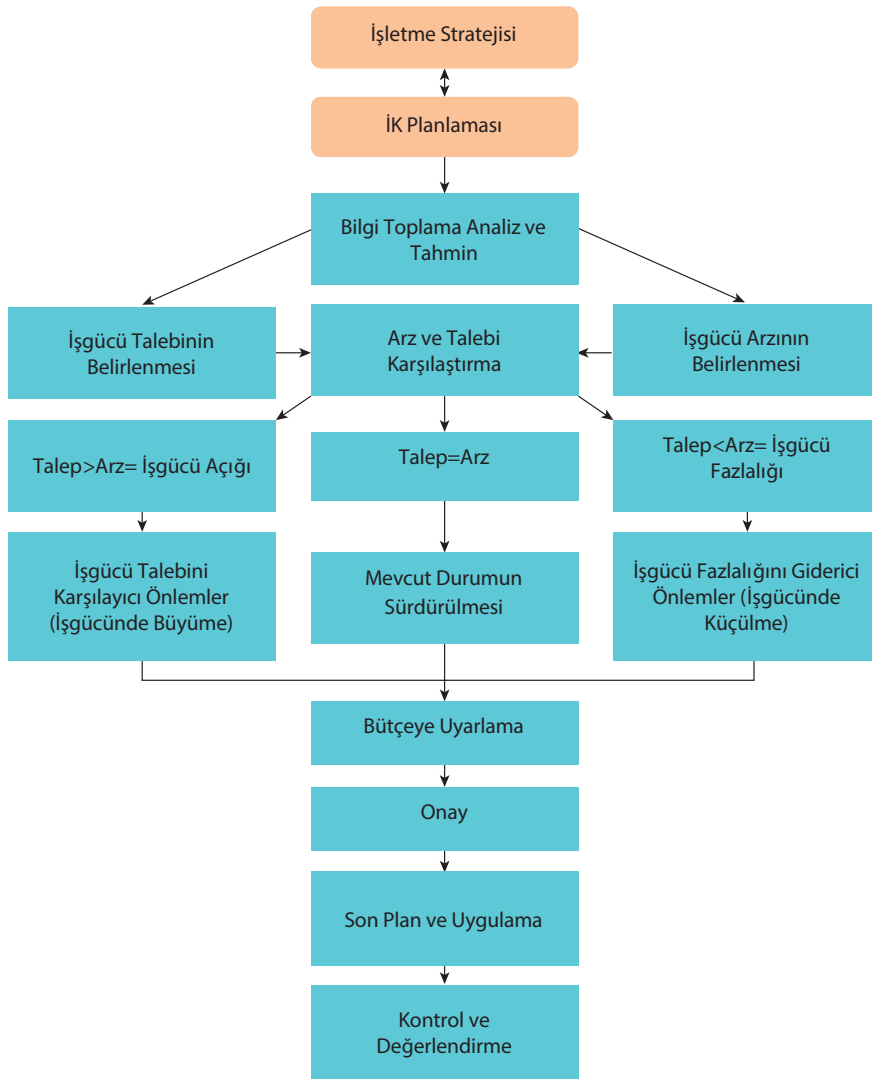 İşletme Stratejisi
İK Planlaması
Bilgi Toplama Analiz ve
Tahmin
İşgücü Talebinin
Belirlenmesi
Arz ve Talebi
Karşılaştırma
İşgücü Arzının
Belirlenmesi
Talep>Arz= İşgücü Açığı
Talep=Arz
Talep<Arz= İşgücü
Fazlalığı
İşgücü Talebini
Karşılayıcı Önlemler
(İşgücünde Büyüme)
Mevcut Durumun
Sürdürülmesi
İşgücü Fazlalığını Giderici
Önlemler (İşgücünde
Küçülme)
Bütçeye Uyarlama
Onay
Son Plan ve Uygulama
Kontrol ve
Değerlendirme